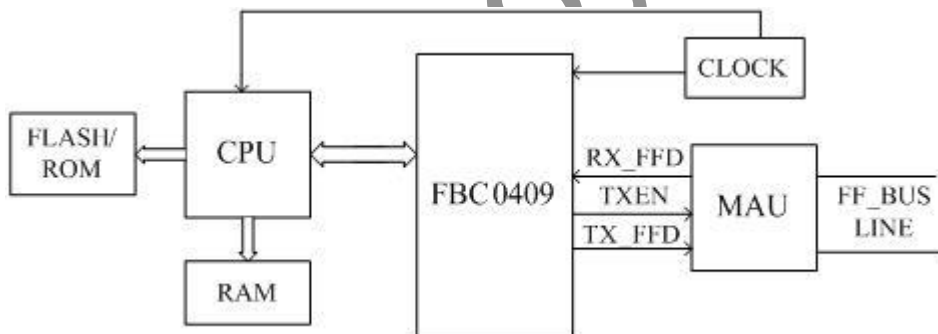 CLOCK
FLASH/
ROM
CPU
RX_FFD
FBC0409
TXEN
MAU
FF_BUS
LINE
TX_FFD
RAM